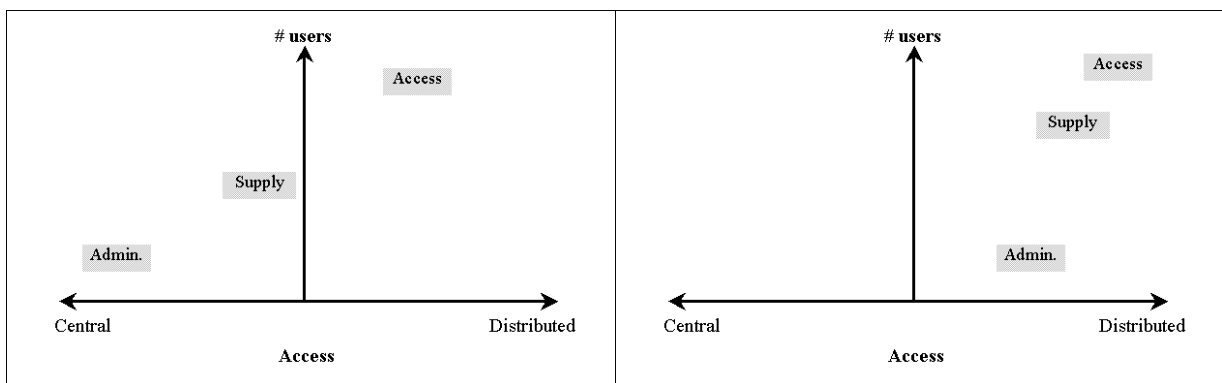 # users
Access
Supply
Admin.
Central
Distributed
Access
# users
Access
Supply
Admin.
Central
Distributed
Access